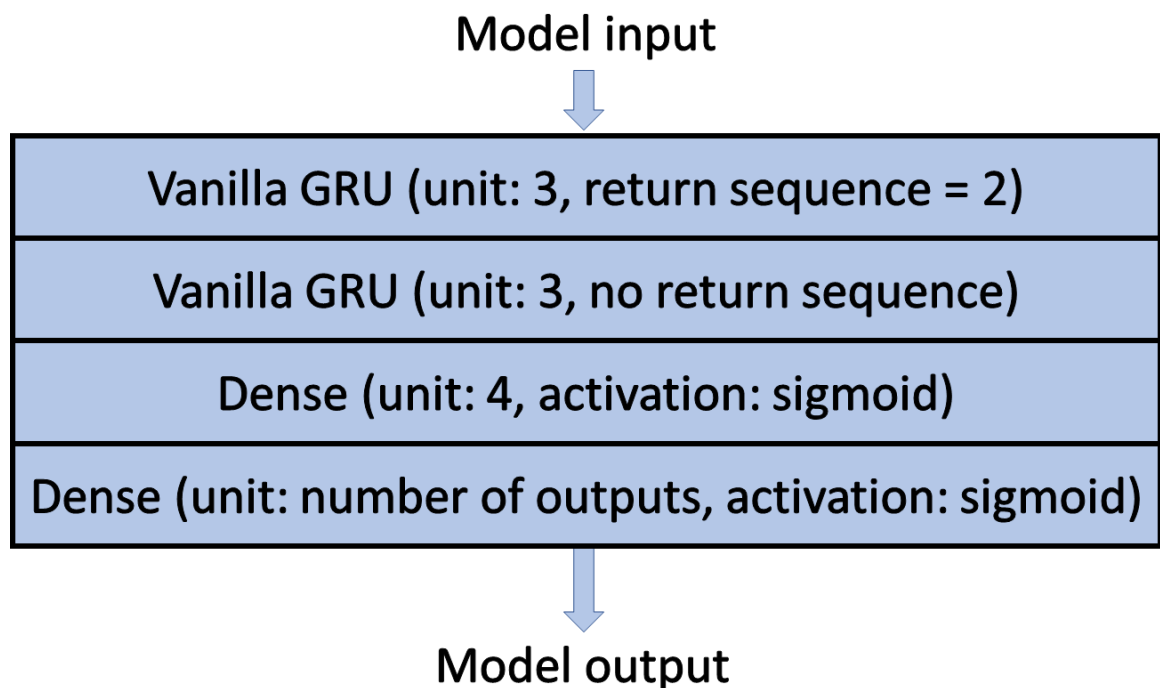 Model input
Vanilla GRU (unit: 3, return sequence = 2)
Vanilla GRU (unit: 3, no return sequence)
Dense (unit: 4, activation: sigmoid)
Dense (unit: number of outputs, activation: sigmoid)
Model output